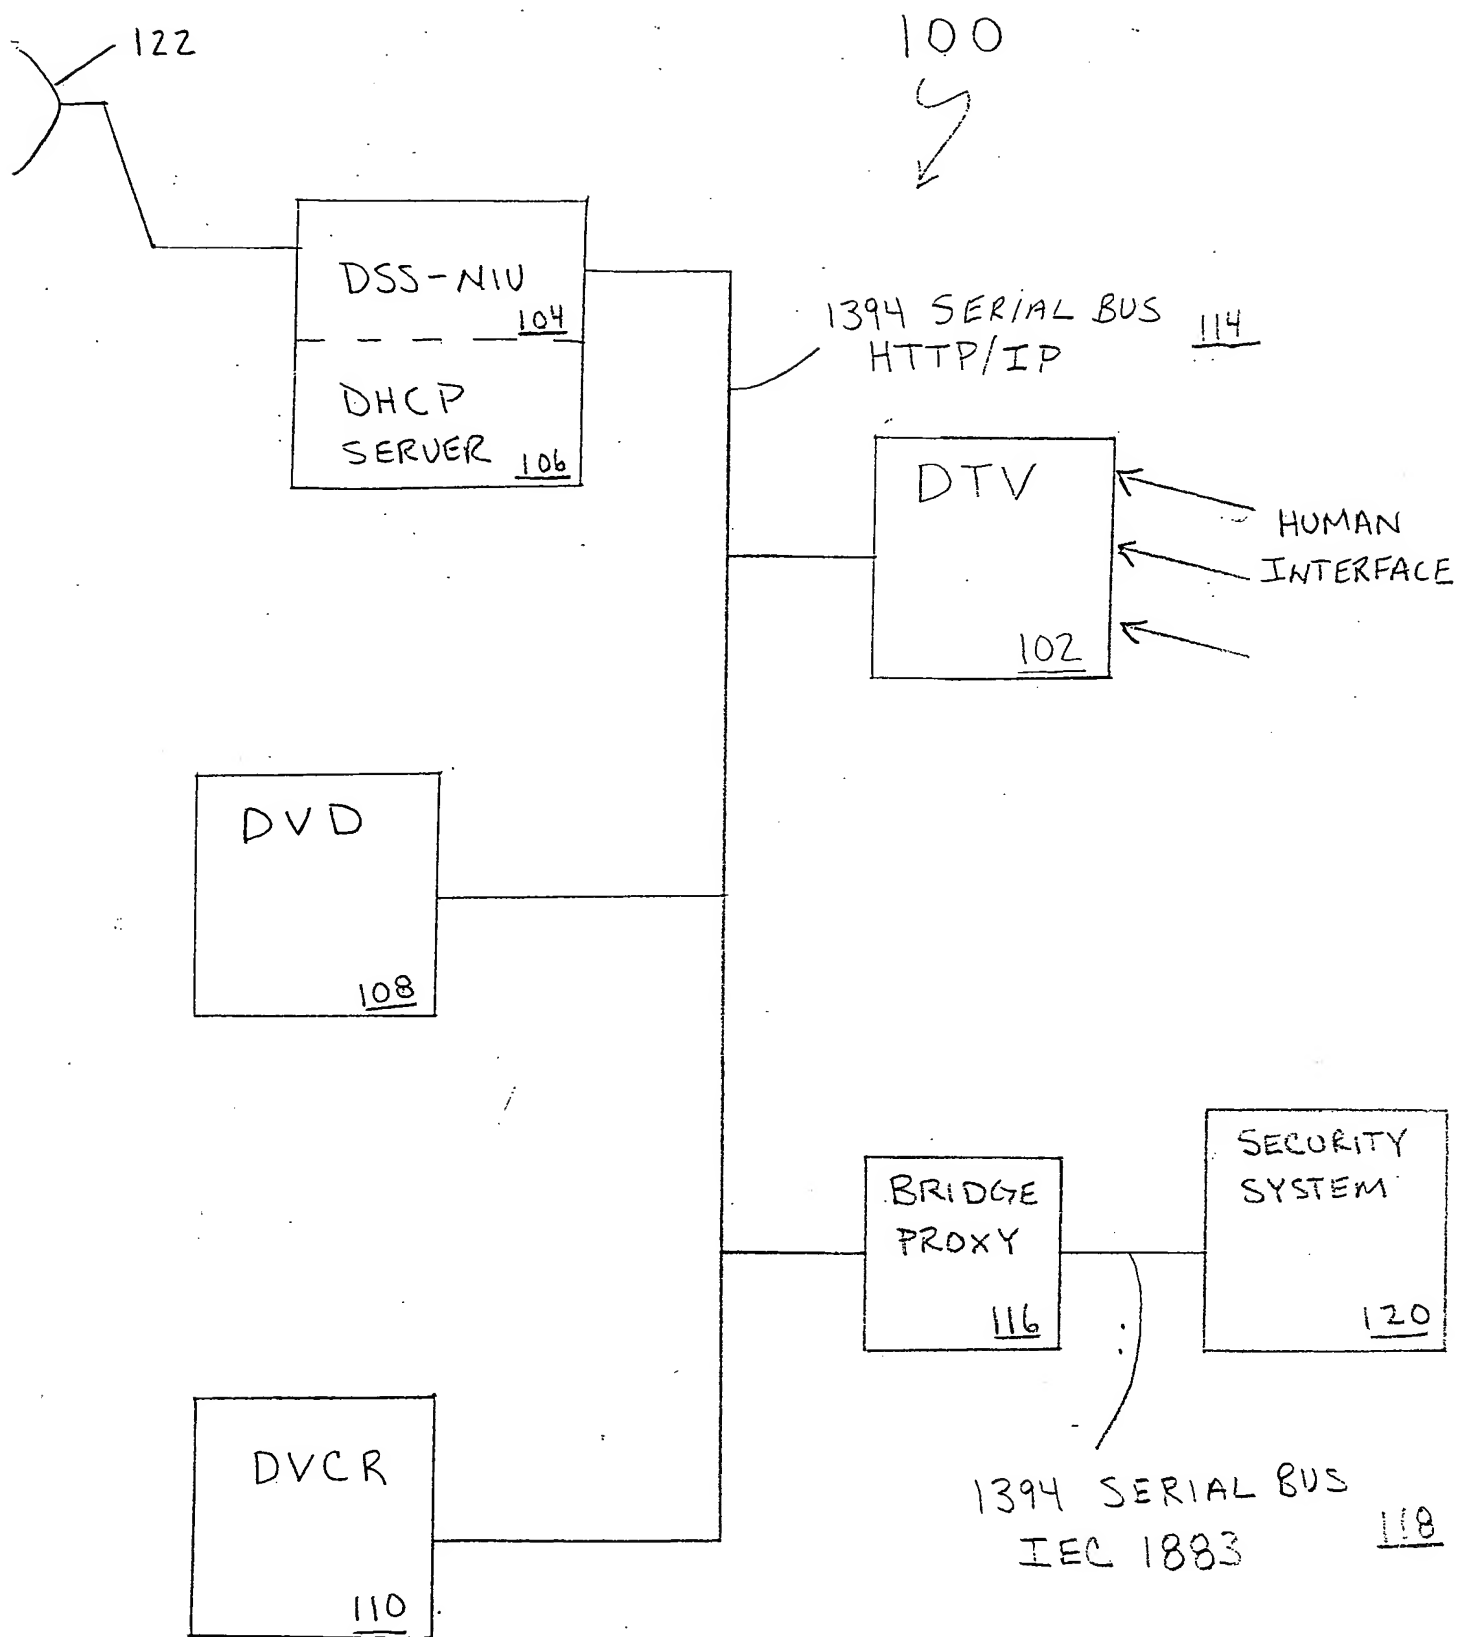 122
100
DSS-NIU
104
DHCP
SERVER
106
1394 SERIAL BUS
HTTP/IP
114
DTV
102
HUMAN
INTERFACE
DVD
108
BRIDGE
PROXY
116
SECURITY
SYSTEM
120
DVCR
110
1394 SERIAL BUS
IEC 1883
118